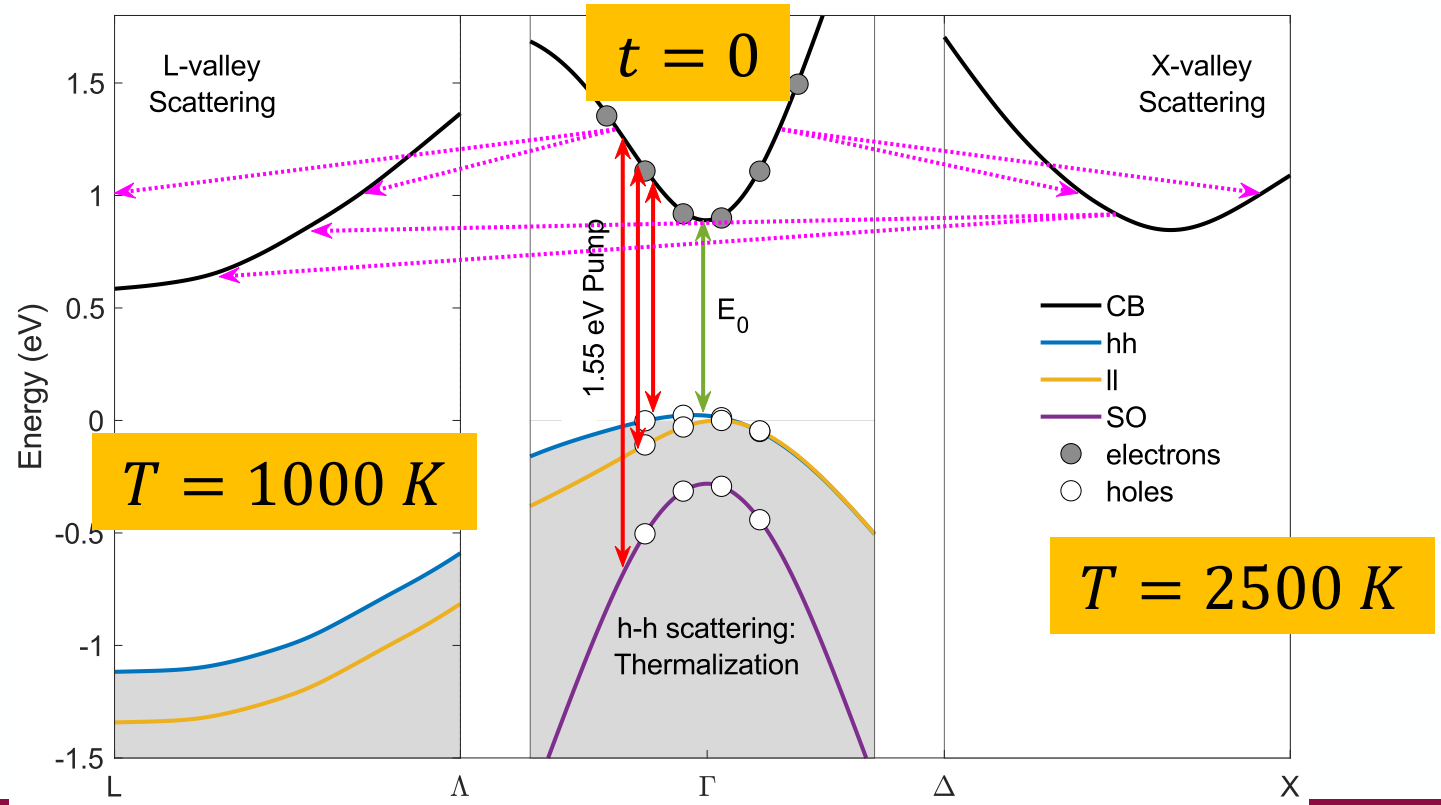 t = 0
L-valley
Scattering
X-valley
Scattering
1.5
1
0.5
0
-0.5
-1
-1.5
Energy (eV)
1.55 eV Pump
E0
CB
hh
ll
SO
electrons
holes
T = 1000 K
T = 2500 K
h-h scattering:
Thermalization
L
Λ
Γ
Δ
X